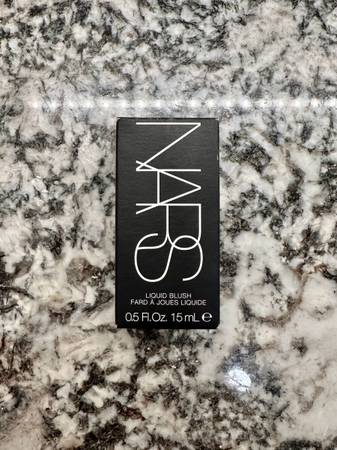 NARS
LIQUID BLUSH
FARD À JOUES LIQUIDE
0.5 Fl.Oz. 15 mL ℮